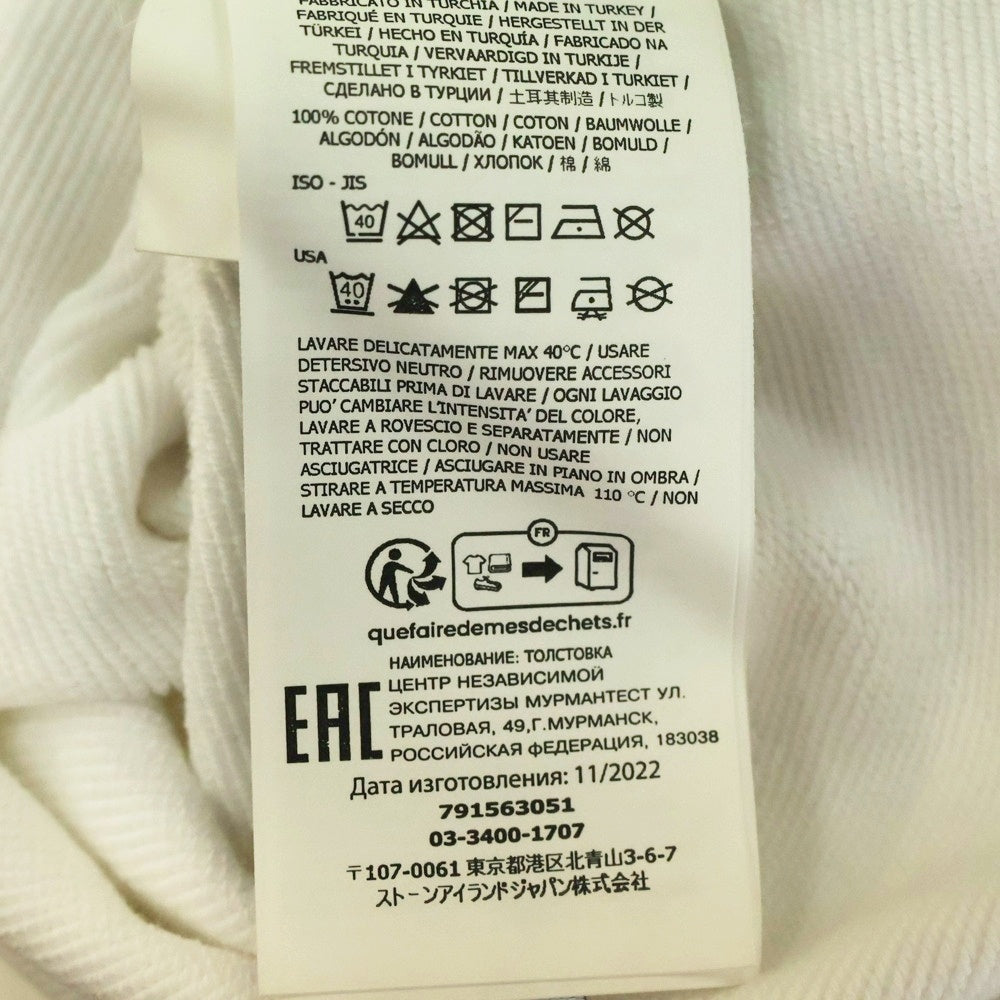 FABBRICATO IN TURCHIA / MADE IN TURKEY /
FABRIQUÉ EN TURQUIE / HERGESTELLT IN DER
TÜRKEI / HECHO EN TURQUÍA / FABRICADO NA
TURQUIA / VERVAARDIGD IN TURKIJE /
FREMSTILLET I TYRKIET / TILLVERKAD I TURKIET /
СДЕЛАНО В ТУРЦИИ / 土耳其制造 / トルコ製
100% COTONE / COTTON / COTON / BAUMWOLLE /
ALGODÓN / ALGODÃO / KATOEN / BOMULD /
BOMULL / ХЛОПОК / 棉 / 綿
ISO - JIS
40
USA
40
LAVARE DELICATAMENTE MAX 40°C / USARE
DETERSIVO NEUTRO / RIMUOVERE ACCESSORI
STACCABILI PRIMA DI LAVARE / OGNI LAVAGGIO
PUO' CAMBIARE L'INTENSITA' DEL COLORE,
LAVARE A ROVESCIO E SEPARATAMENTE / NON
TRATTARE CON CLORO / NON USARE
ASCIUGATRICE / ASCIUGARE IN PIANO IN OMBRA /
STIRARE A TEMPERATURA MASSIMA 110 °C / NON
LAVARE A SECCO
FR
quefairedemesdechets.fr
EAC
НАИМЕНОВАНИЕ: ТОЛСТОВКА
ЦЕНТР НЕЗАВИСИМОЙ
ЭКСПЕРТИЗЫ МУРМАНТЕСТ УЛ.
ТРАЛОВАЯ, 49,Г.МУРМАНСК,
РОССИЙСКАЯ ФЕДЕРАЦИЯ, 183038
Дата изготовления: 11/2022
791563051
03-3400-1707
〒107-0061 東京都港区北青山3-6-7
ストーンアイランドジャパン株式会社